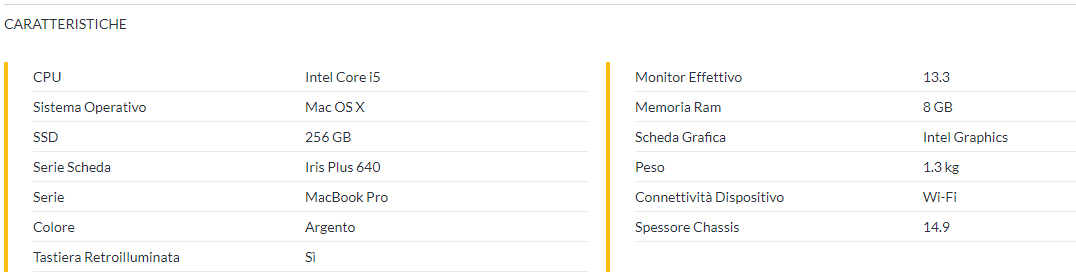 CARATTERISTICHE
CPU Intel Core i5
Sistema Operativo Mac OS X
SSD 256 GB
Serie Scheda Iris Plus 640
Serie MacBook Pro
Colore Argento
Tastiera Retroilluminata Sì
Monitor Effettivo 13.3
Memoria Ram 8 GB
Scheda Grafica Intel Graphics
Peso 1.3 kg
Connettività Dispositivo Wi-Fi
Spessore Chassis 14.9